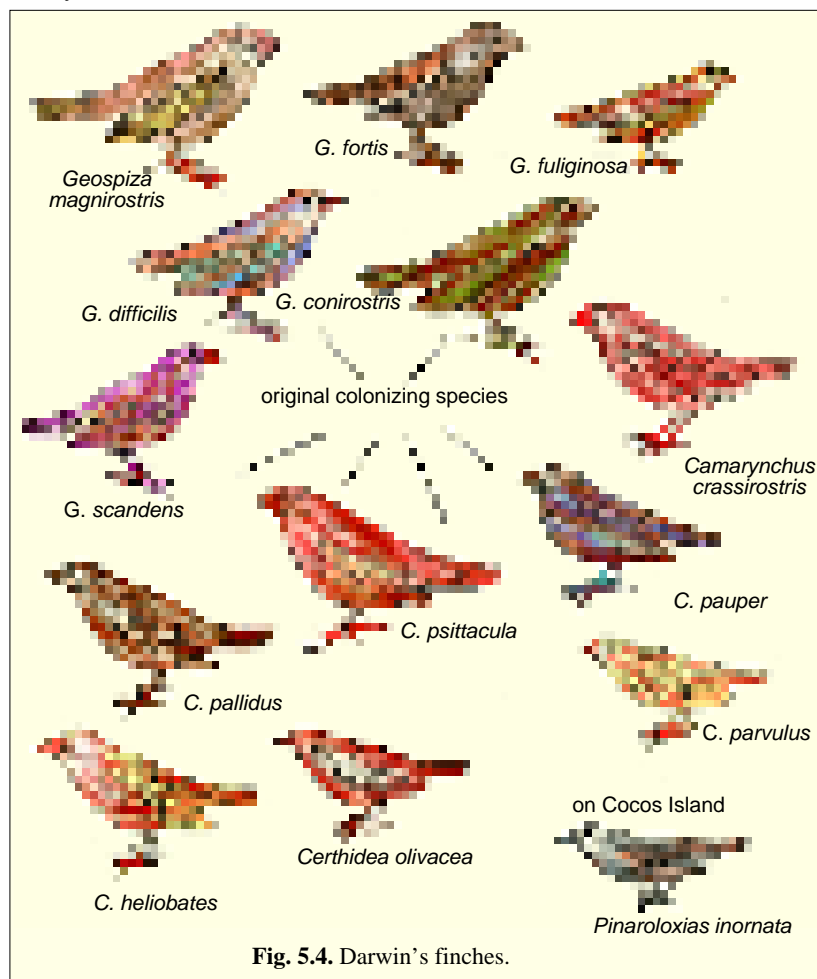 G. fortis
G. fuliginosa
Geospiza
magnirostris
G. difficilis
G. conirostris
original colonizing species
Camarynchus
crassirostris
G. scandens
C. pauper
C. psittacula
C. pallidus
C. parvulus
on Cocos Island
Certhidea olivacea
C. heliobates
Pinaroloxias inornata
Fig. 5.4. Darwin's finches.